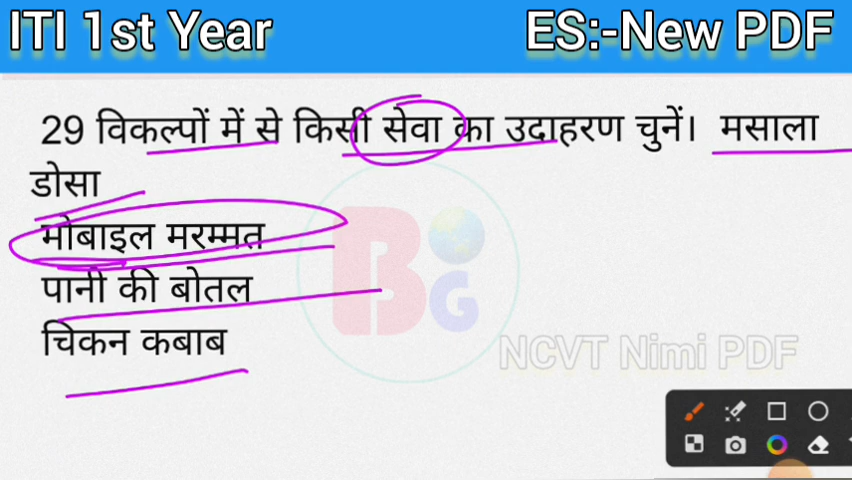 ITI 1st Year ES:-New PDF
29 विकल्पों में से किसी सेवा का उदाहरण चुनें। मसाला
डोसा
मोबाइल मरम्मत
पानी की बोतल
चिकन कबाब
BG
NCVT Nimi PDF